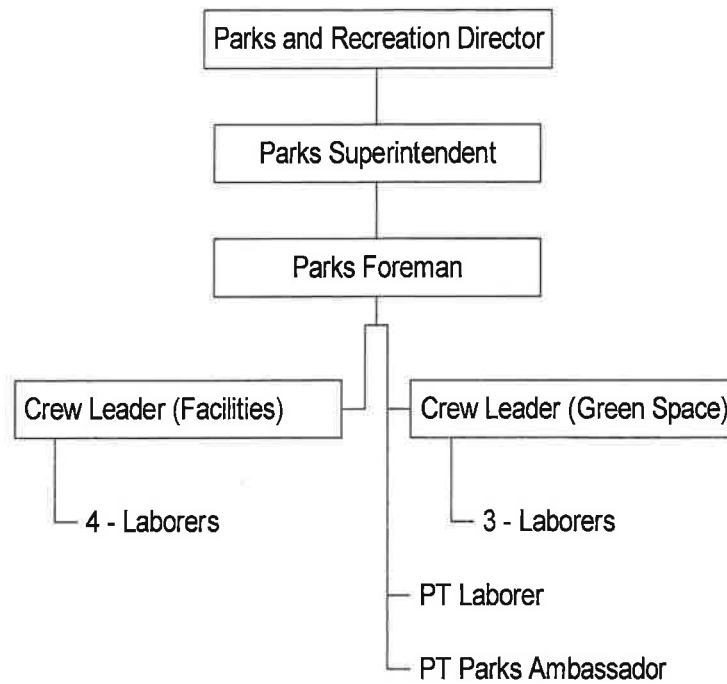 Parks and Recreation Director
Parks Superintendent
Parks Foreman
Crew Leader (Facilities)
Crew Leader (Green Space)
4 - Laborers
3 - Laborers
PT Laborer
PT Parks Ambassador